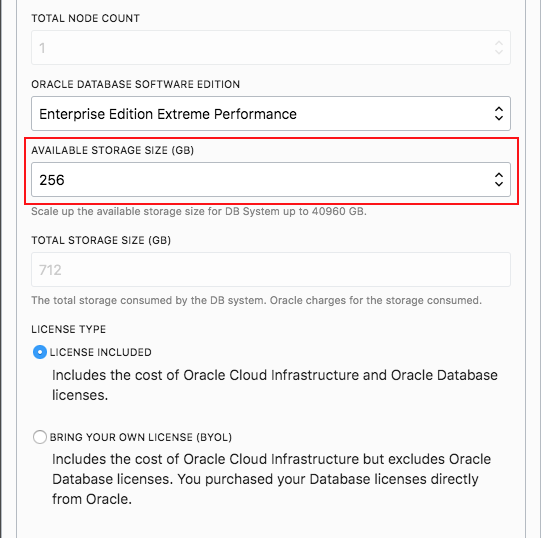 TOTAL NODE COUNT
1
ORACLE DATABASE SOFTWARE EDITION
Enterprise Edition Extreme Performance
AVAILABLE STORAGE SIZE (GB)
256
Scale up the available storage size for DB System up to 40960 GB.
TOTAL STORAGE SIZE (GB)
712
The total storage consumed by the DB system. Oracle charges for the storage consumed.
LICENSE TYPE
LICENSE INCLUDED
Includes the cost of Oracle Cloud Infrastructure and Oracle Database
licenses.
BRING YOUR OWN LICENSE (BYOL)
Includes the cost of Oracle Cloud Infrastructure but excludes Oracle
Database licenses. You purchased your Database licenses directly
from Oracle.